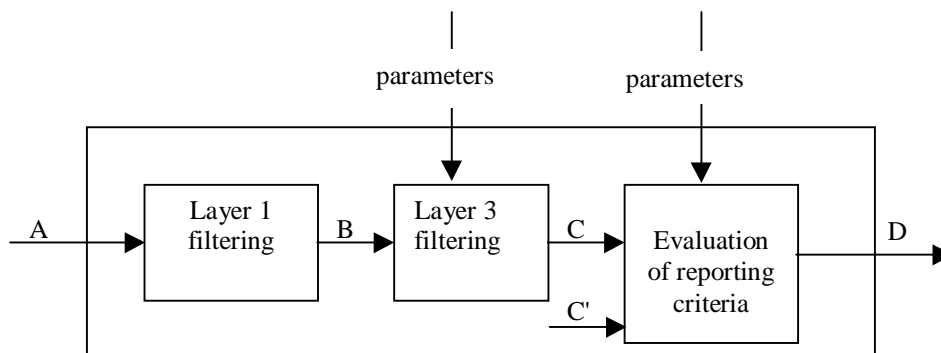 parameters
parameters
A
Layer 1
filtering
B
Layer 3
filtering
C
C'
Evaluation
of reporting
criteria
D